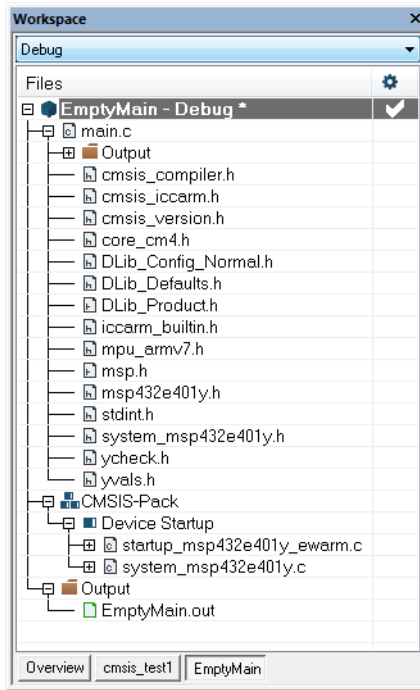 Workspace
Debug
Files
EmptyMain - Debug *
main.c
Output
cmsis_compiler.h
cmsis_iccarm.h
cmsis_version.h
core_cm4.h
DLib_Config_Normal.h
DLib_Defaults.h
DLib_Product.h
iccarm_builtin.h
mpu_armv7.h
msp.h
msp432e401y.h
stdint.h
system_msp432e401y.h
ycheck.h
yvals.h
CMSIS-Pack
Device Startup
startup_msp432e401y_ewarm.c
system_msp432e401y.c
Output
EmptyMain.out
Overview cmsis_test1 EmptyMain